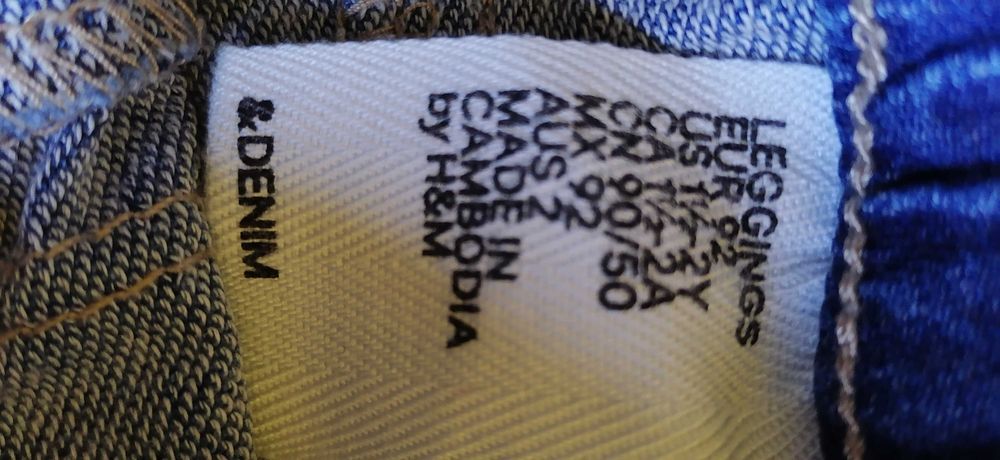 LEGGINGS
EUR 92
US 1½-2Y
CA 1½-2A
CN 90/50
MX 92
AUS 2
MADE IN
CAMBODIA
by H&M
&DENIM